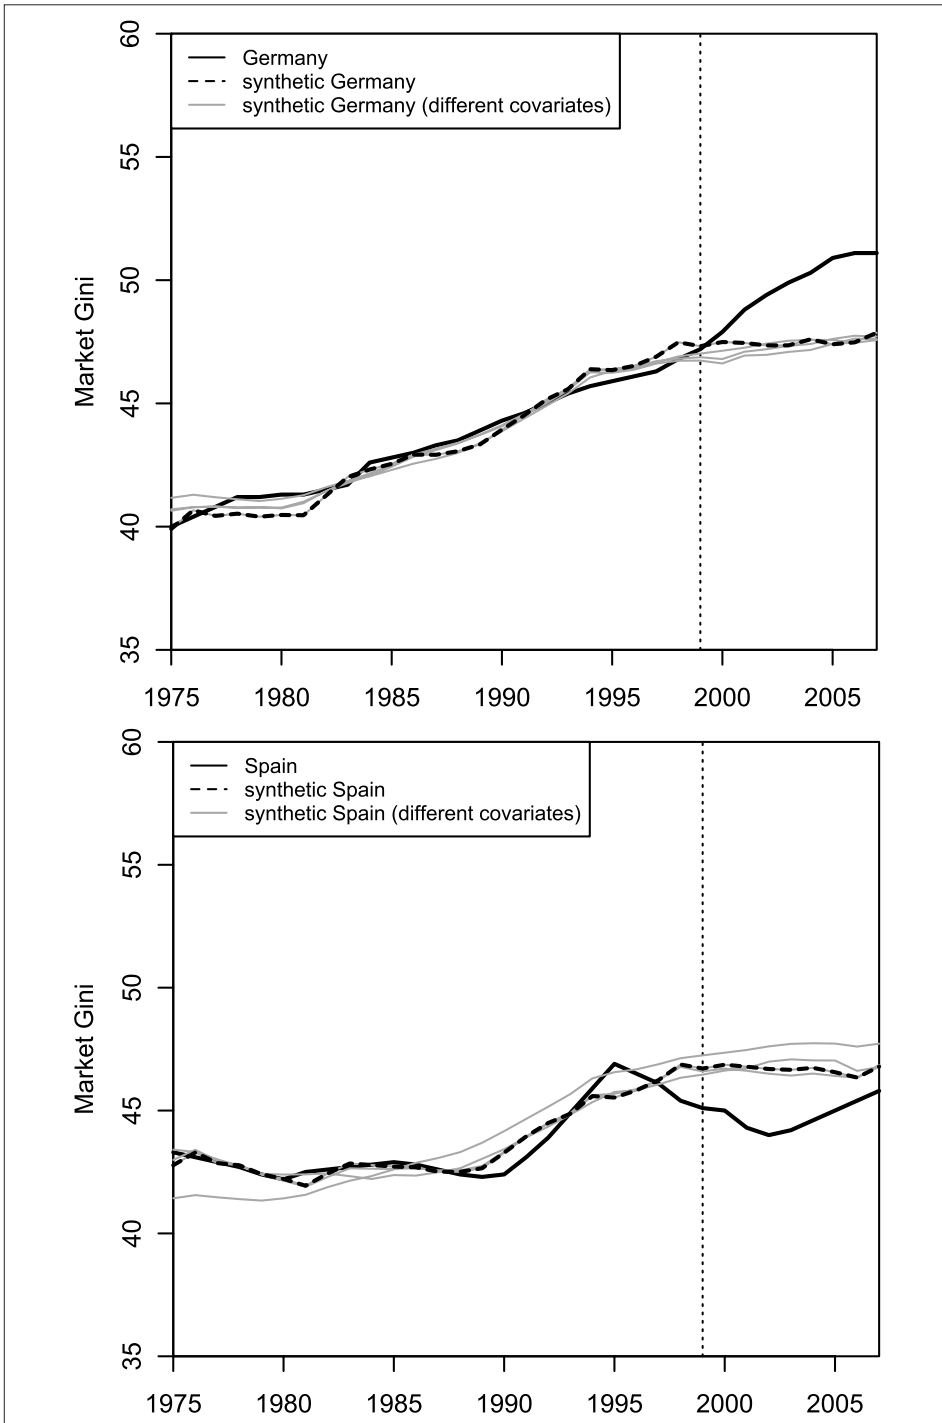 60
55
50
45
40
35
Market Gini
Germany
synthetic Germany
synthetic Germany (different covariates)
1975 1980 1985 1990 1995 2000 2005
60
55
50
45
40
35
Market Gini
Spain
synthetic Spain
synthetic Spain (different covariates)
1975 1980 1985 1990 1995 2000 2005